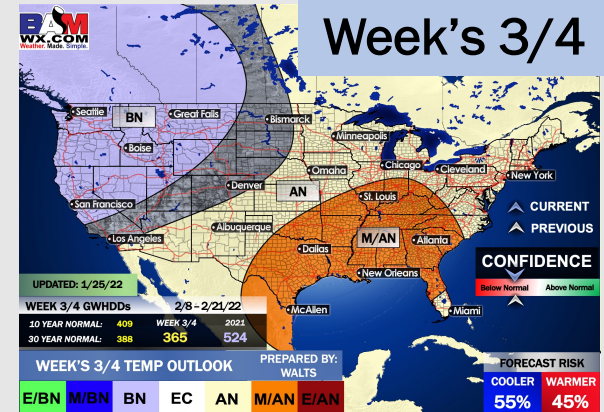 BAM
WX.COM
Weather. Made. Simple.
Week's 3/4
Seattle
BN
Great Falls
Bismarck
Minneapolis
Boise
Chicago
Cleveland
Omaha
New York
Denver
AN
St. Louis
San Francisco
CURRENT
Albuquerque
Los Angeles
M/AN
Atlanta
PREVIOUS
Dallas
CONFIDENCE
New Orleans
Below Normal
Above Normal
UPDATED: 1/25/22
WEEK 3/4 GWHDDs 2/8 – 2/21/22
McAllen
Miami
10 YEAR NORMAL: 409 WEEK 3/4 2021
30 YEAR NORMAL: 388 365 524
WEEK'S 3/4 TEMP OUTLOOK
PREPARED BY:
WALTS
FORECAST RISK
COOLER WARMER
55% 45%
E/BN M/BN BN EC AN M/AN E/AN